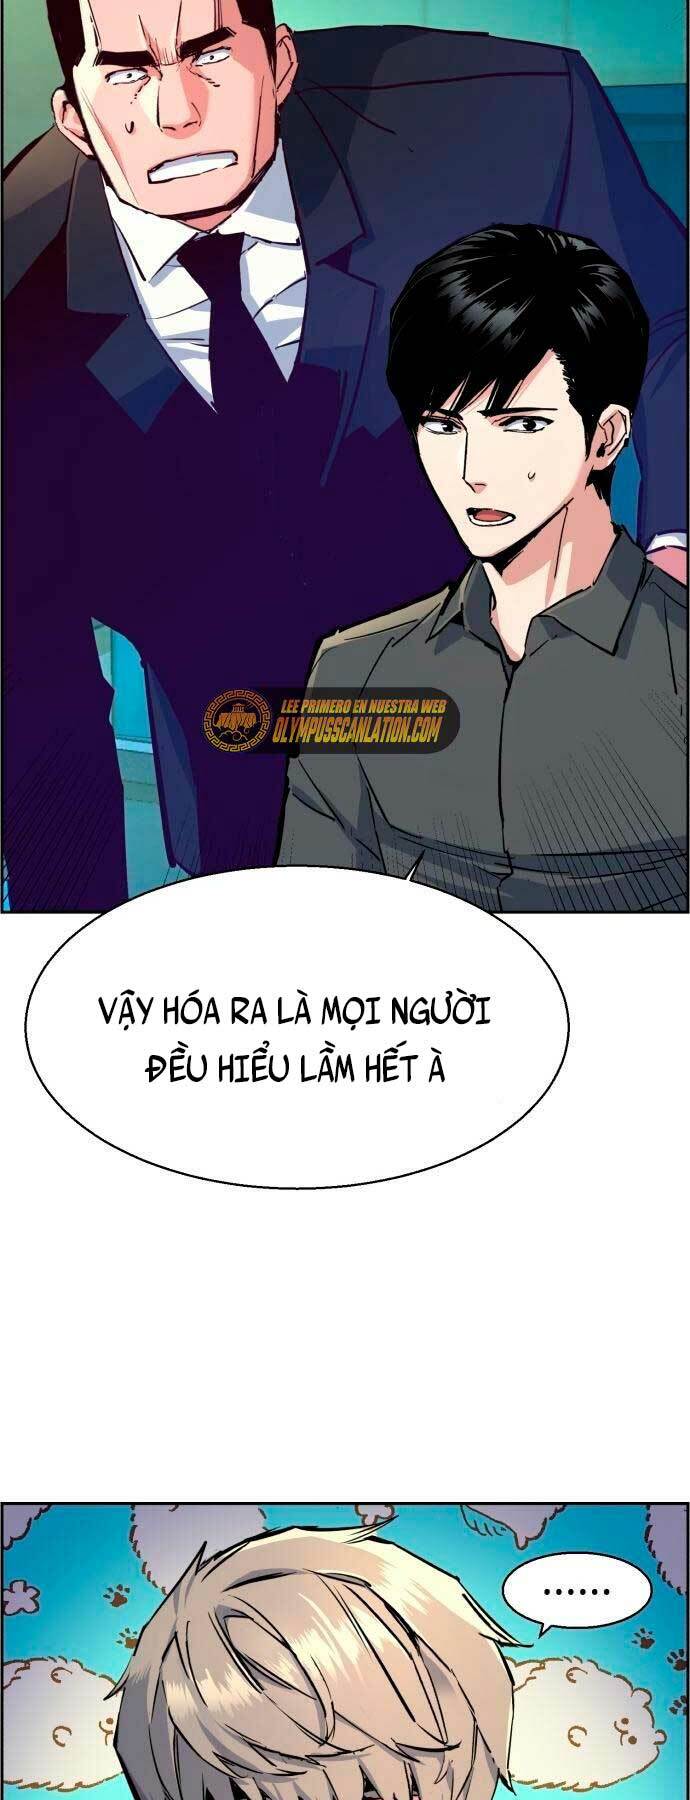 LEE PRIMERO EN NUESTRA WEB
OLYMPUSSCANLATION.COM
VẬY HÓA RA LÀ MỌI NGƯỜI
ĐỀU HIỂU LẦM HẾT À
......